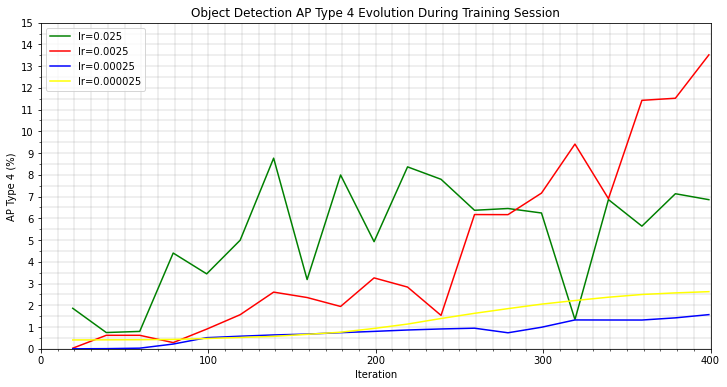 Object Detection AP Type 4 Evolution During Training Session
lr=0.025
lr=0.0025
lr=0.00025
lr=0.000025
AP Type 4 (%)
15
14
13
12
11
10
9
8
7
6
5
4
3
2
1
0
0 100 200 300 400
Iteration